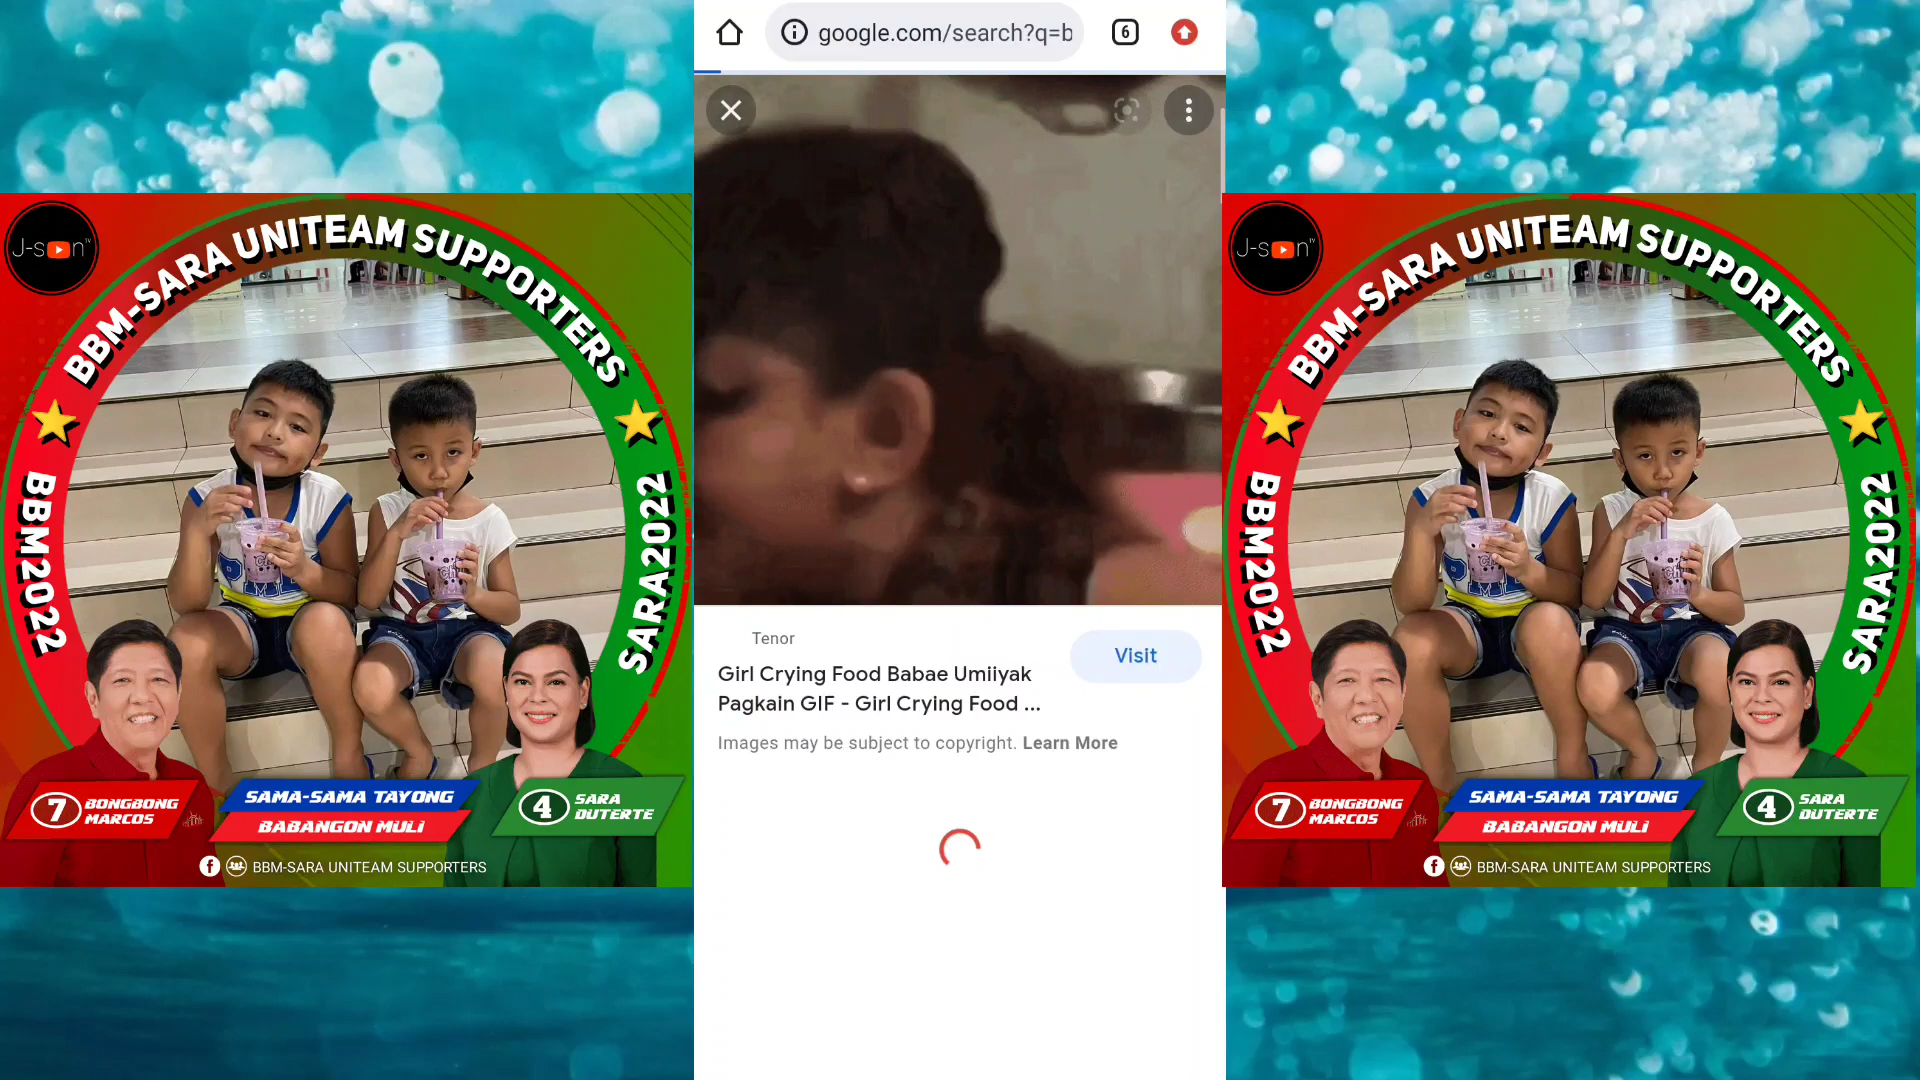 google.com/search?q=b
6
J-son TV
BBM-SARA UNITEAM SUPPORTERS
BBM2022
SARA2022
7
BONGBONG
MARCOS
SAMA-SAMA TAYONG
BABANGON MULI
4
SARA
DUTERTE
BBM-SARA UNITEAM SUPPORTERS
Tenor
Girl Crying Food Babae Umiiyak
Pagkain GIF - Girl Crying Food ...
Visit
Images may be subject to copyright. Learn More
J-son TV
BBM-SARA UNITEAM SUPPORTERS
BBM2022
SARA2022
7
BONGBONG
MARCOS
SAMA-SAMA TAYONG
BABANGON MULI
4
SARA
DUTERTE
BBM-SARA UNITEAM SUPPORTERS